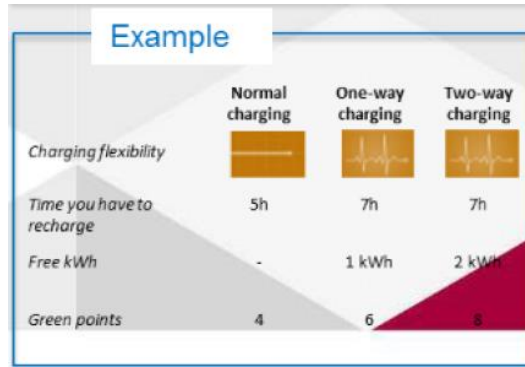 Example
Normal One-way Two-way
charging charging charging
Charging flexibility
Time you have to 5h 7h 7h
recharge
Free kWh - 1 kWh 2 kWh
Green points 4 6 8